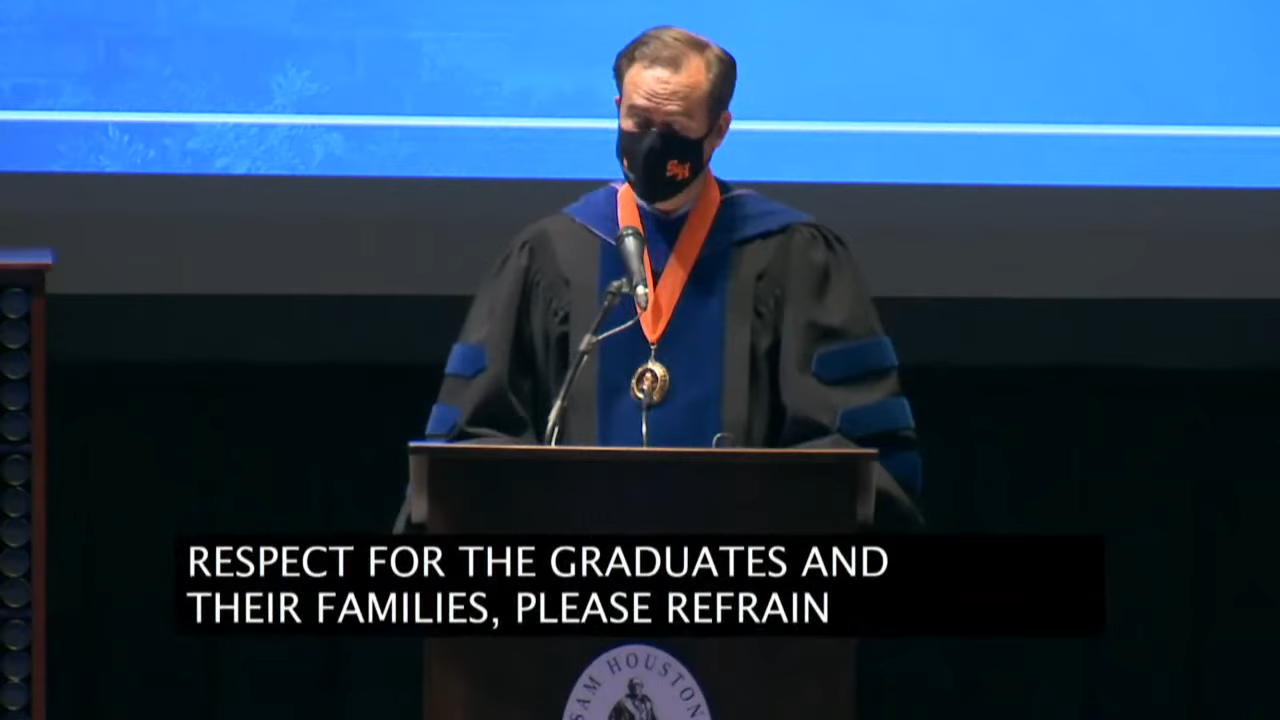 SH
RESPECT FOR THE GRADUATES AND
THEIR FAMILIES, PLEASE REFRAIN
SAM HOUSTON